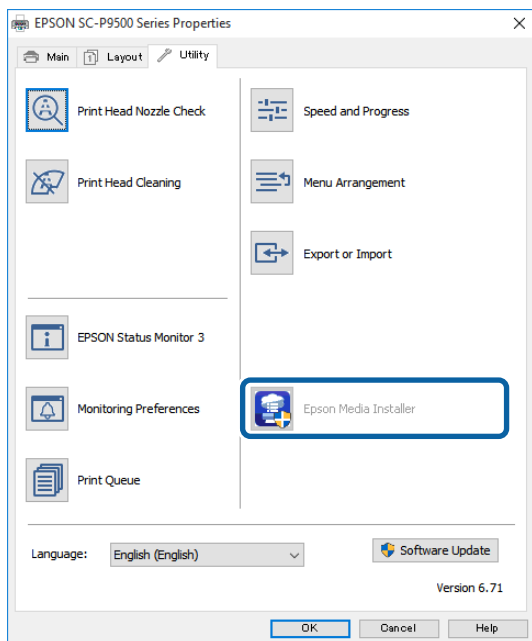 EPSON SC-P9500 Series Properties
Main
Layout
Utility
Print Head Nozzle Check
Speed and Progress
Print Head Cleaning
Menu Arrangement
Export or Import
EPSON Status Monitor 3
Monitoring Preferences
Epson Media Installer
Print Queue
Language:
English (English)
Software Update
Version 6.71
OK
Cancel
Help